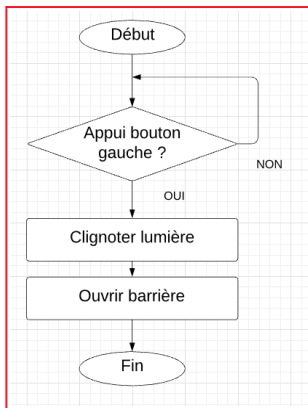 Début
Appui bouton
gauche ?
NON
OUI
Clignoter lumière
Ouvrir barrière
Fin